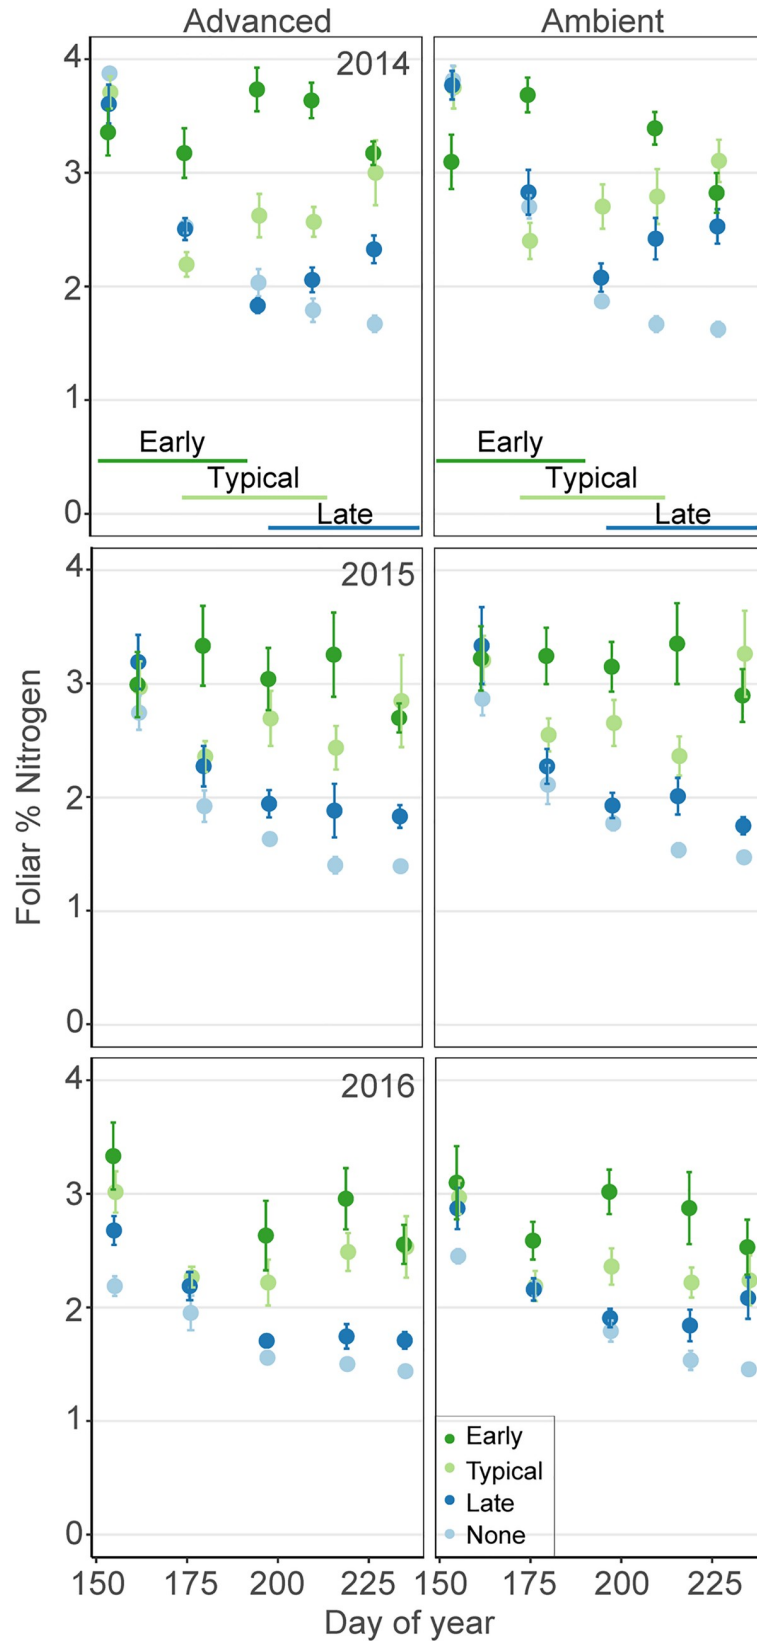 Advanced Ambient
4 2014
3
2
1
Early Early
Typical Typical
0 Late Late
4 2015
3
2
1
0
Foliar % Nitrogen
4 2016
3
2
1
Early
Typical
Late
None
0
150 175 200 225 150 175 200 225
Day of year